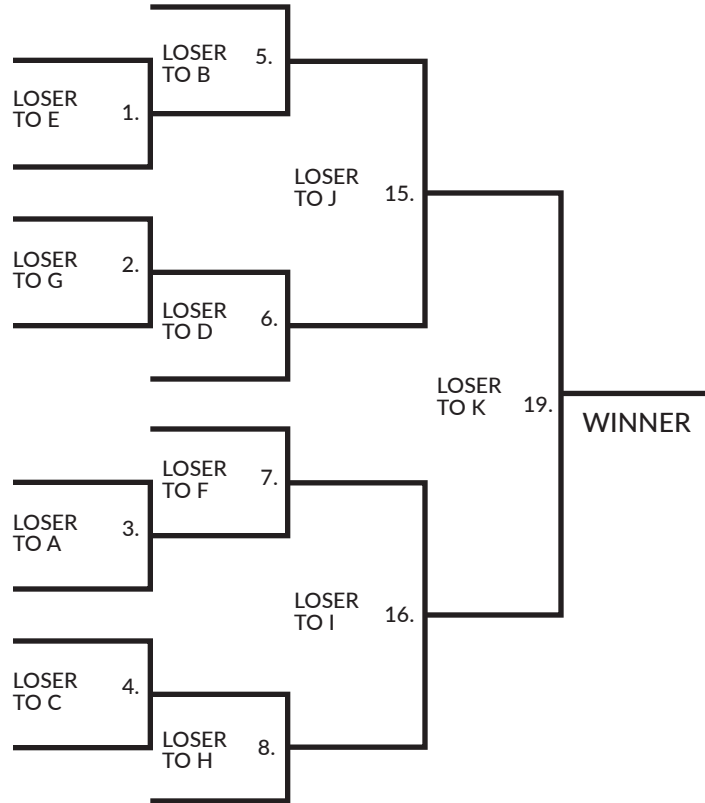 LOSER
TO B
5.
LOSER
TO E
1.
LOSER
TO J
15.
LOSER
TO G
2.
LOSER
TO D
6.
LOSER
TO K
19.
WINNER
LOSER
TO F
7.
LOSER
TO A
3.
LOSER
TO I
16.
LOSER
TO C
4.
LOSER
TO H
8.